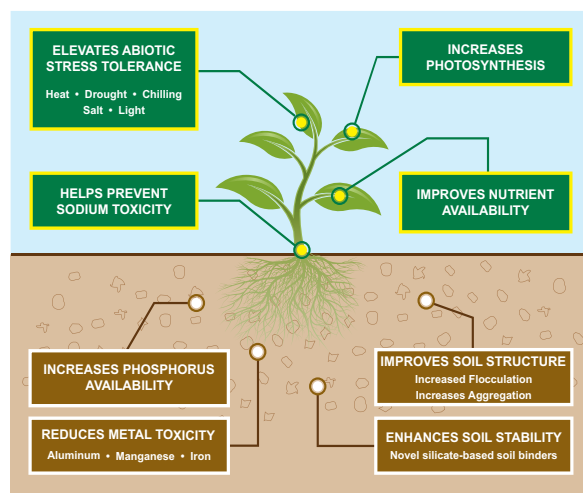 ELEVATES ABIOTIC
STRESS TOLERANCE
Heat • Drought • Chilling
Salt • Light
INCREASES
PHOTOSYNTHESIS
HELPS PREVENT
SODIUM TOXICITY
IMPROVES NUTRIENT
AVAILABILITY
INCREASES PHOSPHORUS
AVAILABILITY
IMPROVES SOIL STRUCTURE
Increased Flocculation
Increases Aggregation
REDUCES METAL TOXICITY
Aluminum • Manganese • Iron
ENHANCES SOIL STABILITY
Novel silicate-based soil binders